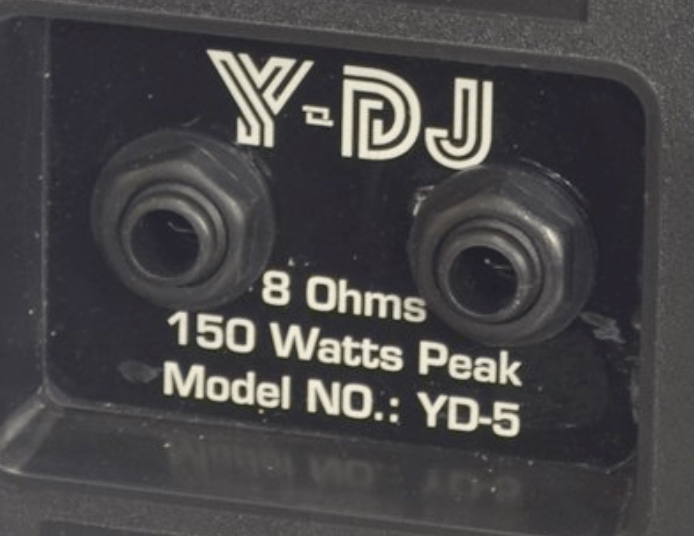 Y-DJ
8 Ohms
150 Watts Peak
Model NO.: YD-5